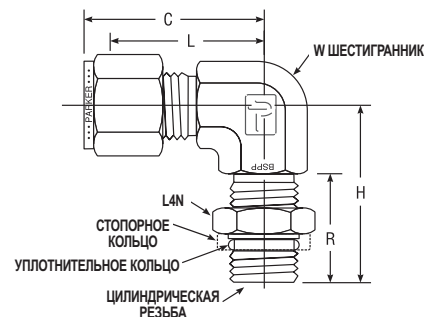 C
L
W ШЕСТИГРАННИК
PARKER
BSPP
H
R
L4N
СТОПОРНОЕ
КОЛЬЦО
УПЛОТНИТЕЛЬНОЕ КОЛЬЦО
ЦИЛИНДРИЧЕСКАЯ
РЕЗЬБА